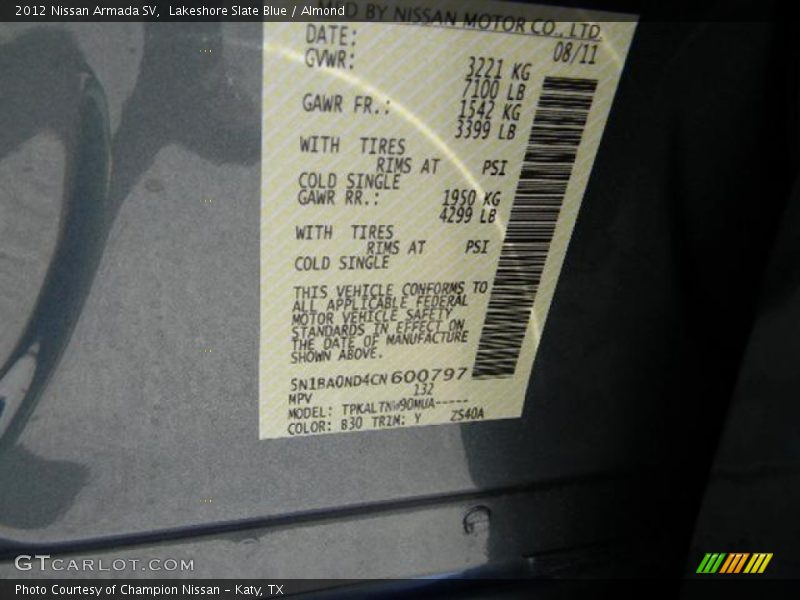 2012 Nissan Armada SV, Lakeshore Slate Blue / Almond
MFD BY NISSAN MOTOR CO., LTD.
DATE: 08/11
GVWR: 3221 KG
7100 LB
GAWR FR.: 1542 KG
3399 LB
WITH TIRES
RIMS AT PSI
COLD SINGLE
GAWR RR.: 1950 KG
4299 LB
WITH TIRES
RIMS AT PSI
COLD SINGLE
THIS VEHICLE CONFORMS TO
ALL APPLICABLE FEDERAL
MOTOR VEHICLE SAFETY
STANDARDS IN EFFECT ON
THE DATE OF MANUFACTURE
SHOWN ABOVE.
5N1BA0ND4CN600797
MPV 132
MODEL: TPKALTNW90MUA-----
COLOR: B30 TRIM: Y ZS40A
GTCARLOT.COM
Photo Courtesy of Champion Nissan - Katy, TX